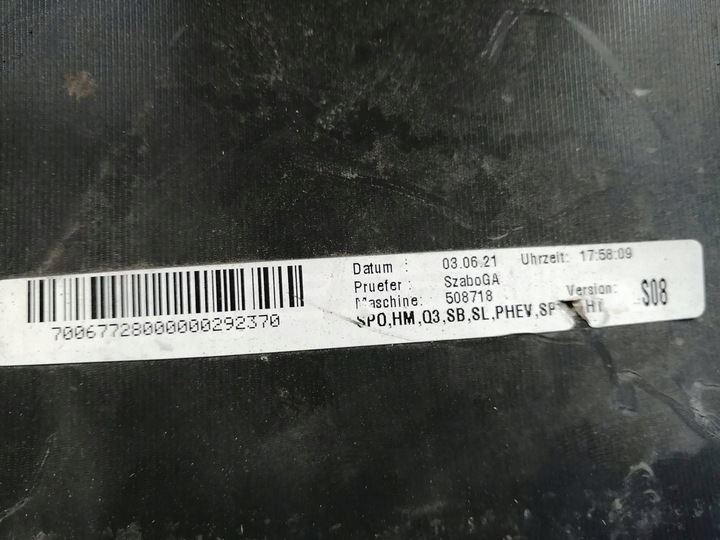 Datum : 03.06.21 Uhrzeit: 17:58:09
Pruefer : SzaboGA
Maschine: 508718 Version: S08
SPO,HM,Q3,SB,SL,PHEV,SP
70067728000000292370